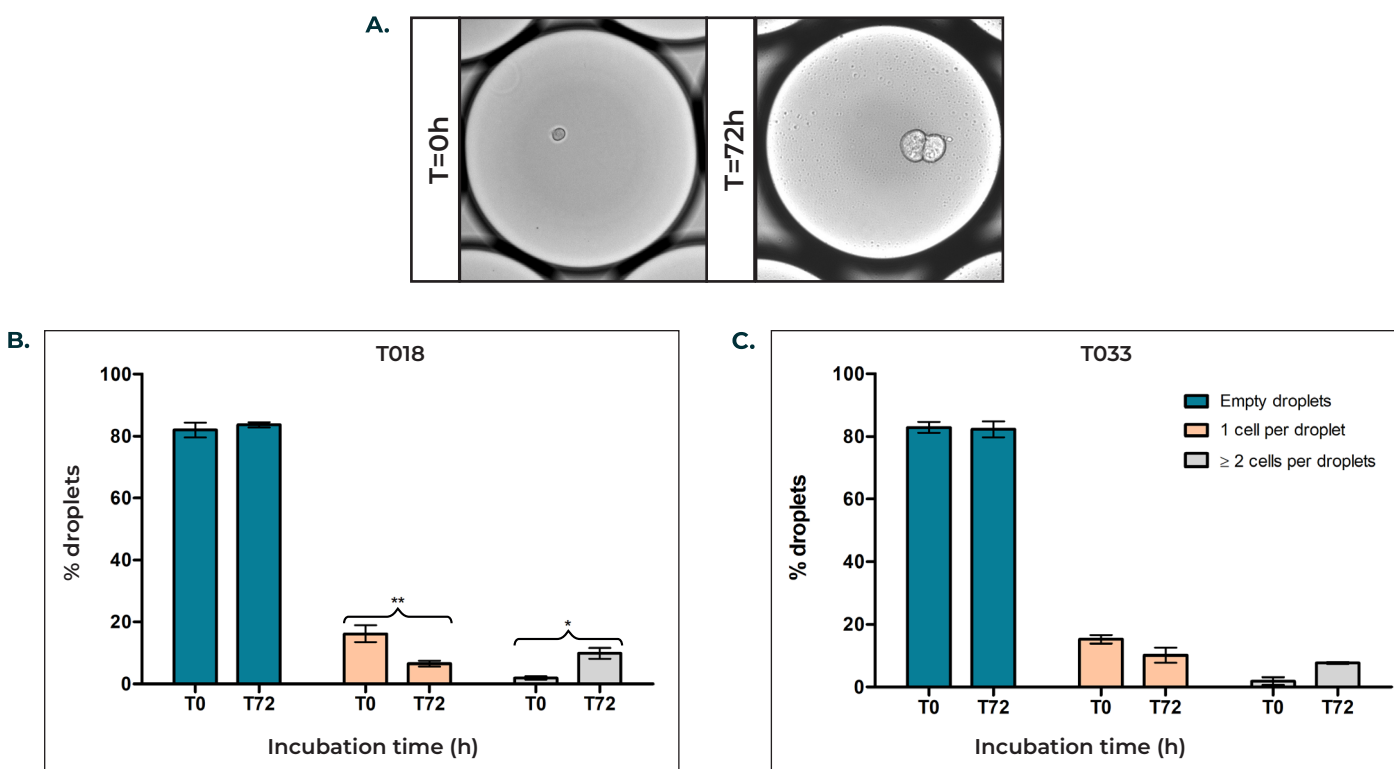 A.
T=0h
T=72h
B.
T018
100
80
60
40
20
0
% droplets
**
*
T0
T72
T0
T72
T0
T72
Incubation time (h)
C.
T033
100
80
60
40
20
0
% droplets
Empty droplets
1 cell per droplet
≥ 2 cells per droplets
T0
T72
T0
T72
T0
T72
Incubation time (h)